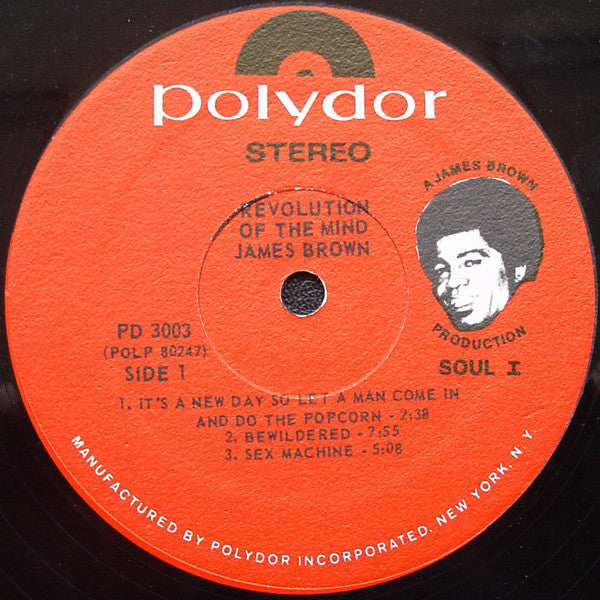 polydor
STEREO
REVOLUTION
OF THE MIND
JAMES BROWN
A JAMES BROWN
PRODUCTION
PD 3003
(POLP 80247)
SIDE 1
SOUL I
1. IT'S A NEW DAY SO LET A MAN COME IN
AND DO THE POPCORN - 2:38
2. BEWILDERED - 7:55
3. SEX MACHINE - 5:08
MANUFACTURED BY POLYDOR INCORPORATED, NEW YORK, N.Y.